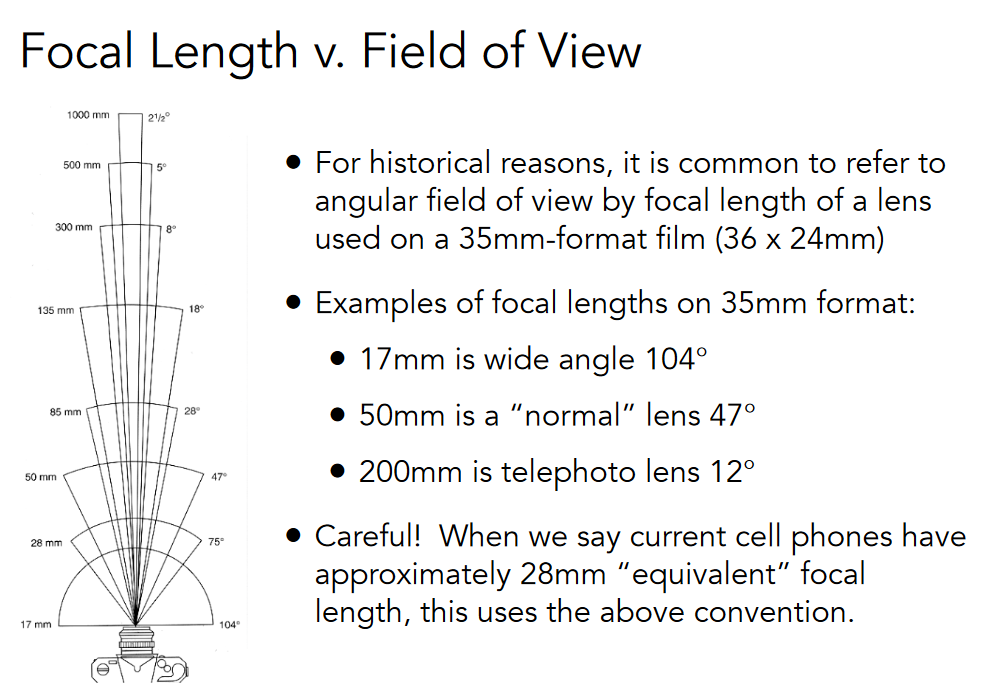 Focal Length v. Field of View
1000 mm 2½°
500 mm 5°
300 mm 8°
135 mm 18°
85 mm 28°
50 mm 47°
28 mm 75°
17 mm 104°
• For historical reasons, it is common to refer to
angular field of view by focal length of a lens
used on a 35mm-format film (36 x 24mm)
• Examples of focal lengths on 35mm format:
• 17mm is wide angle 104°
• 50mm is a “normal” lens 47°
• 200mm is telephoto lens 12°
• Careful! When we say current cell phones have
approximately 28mm “equivalent” focal
length, this uses the above convention.